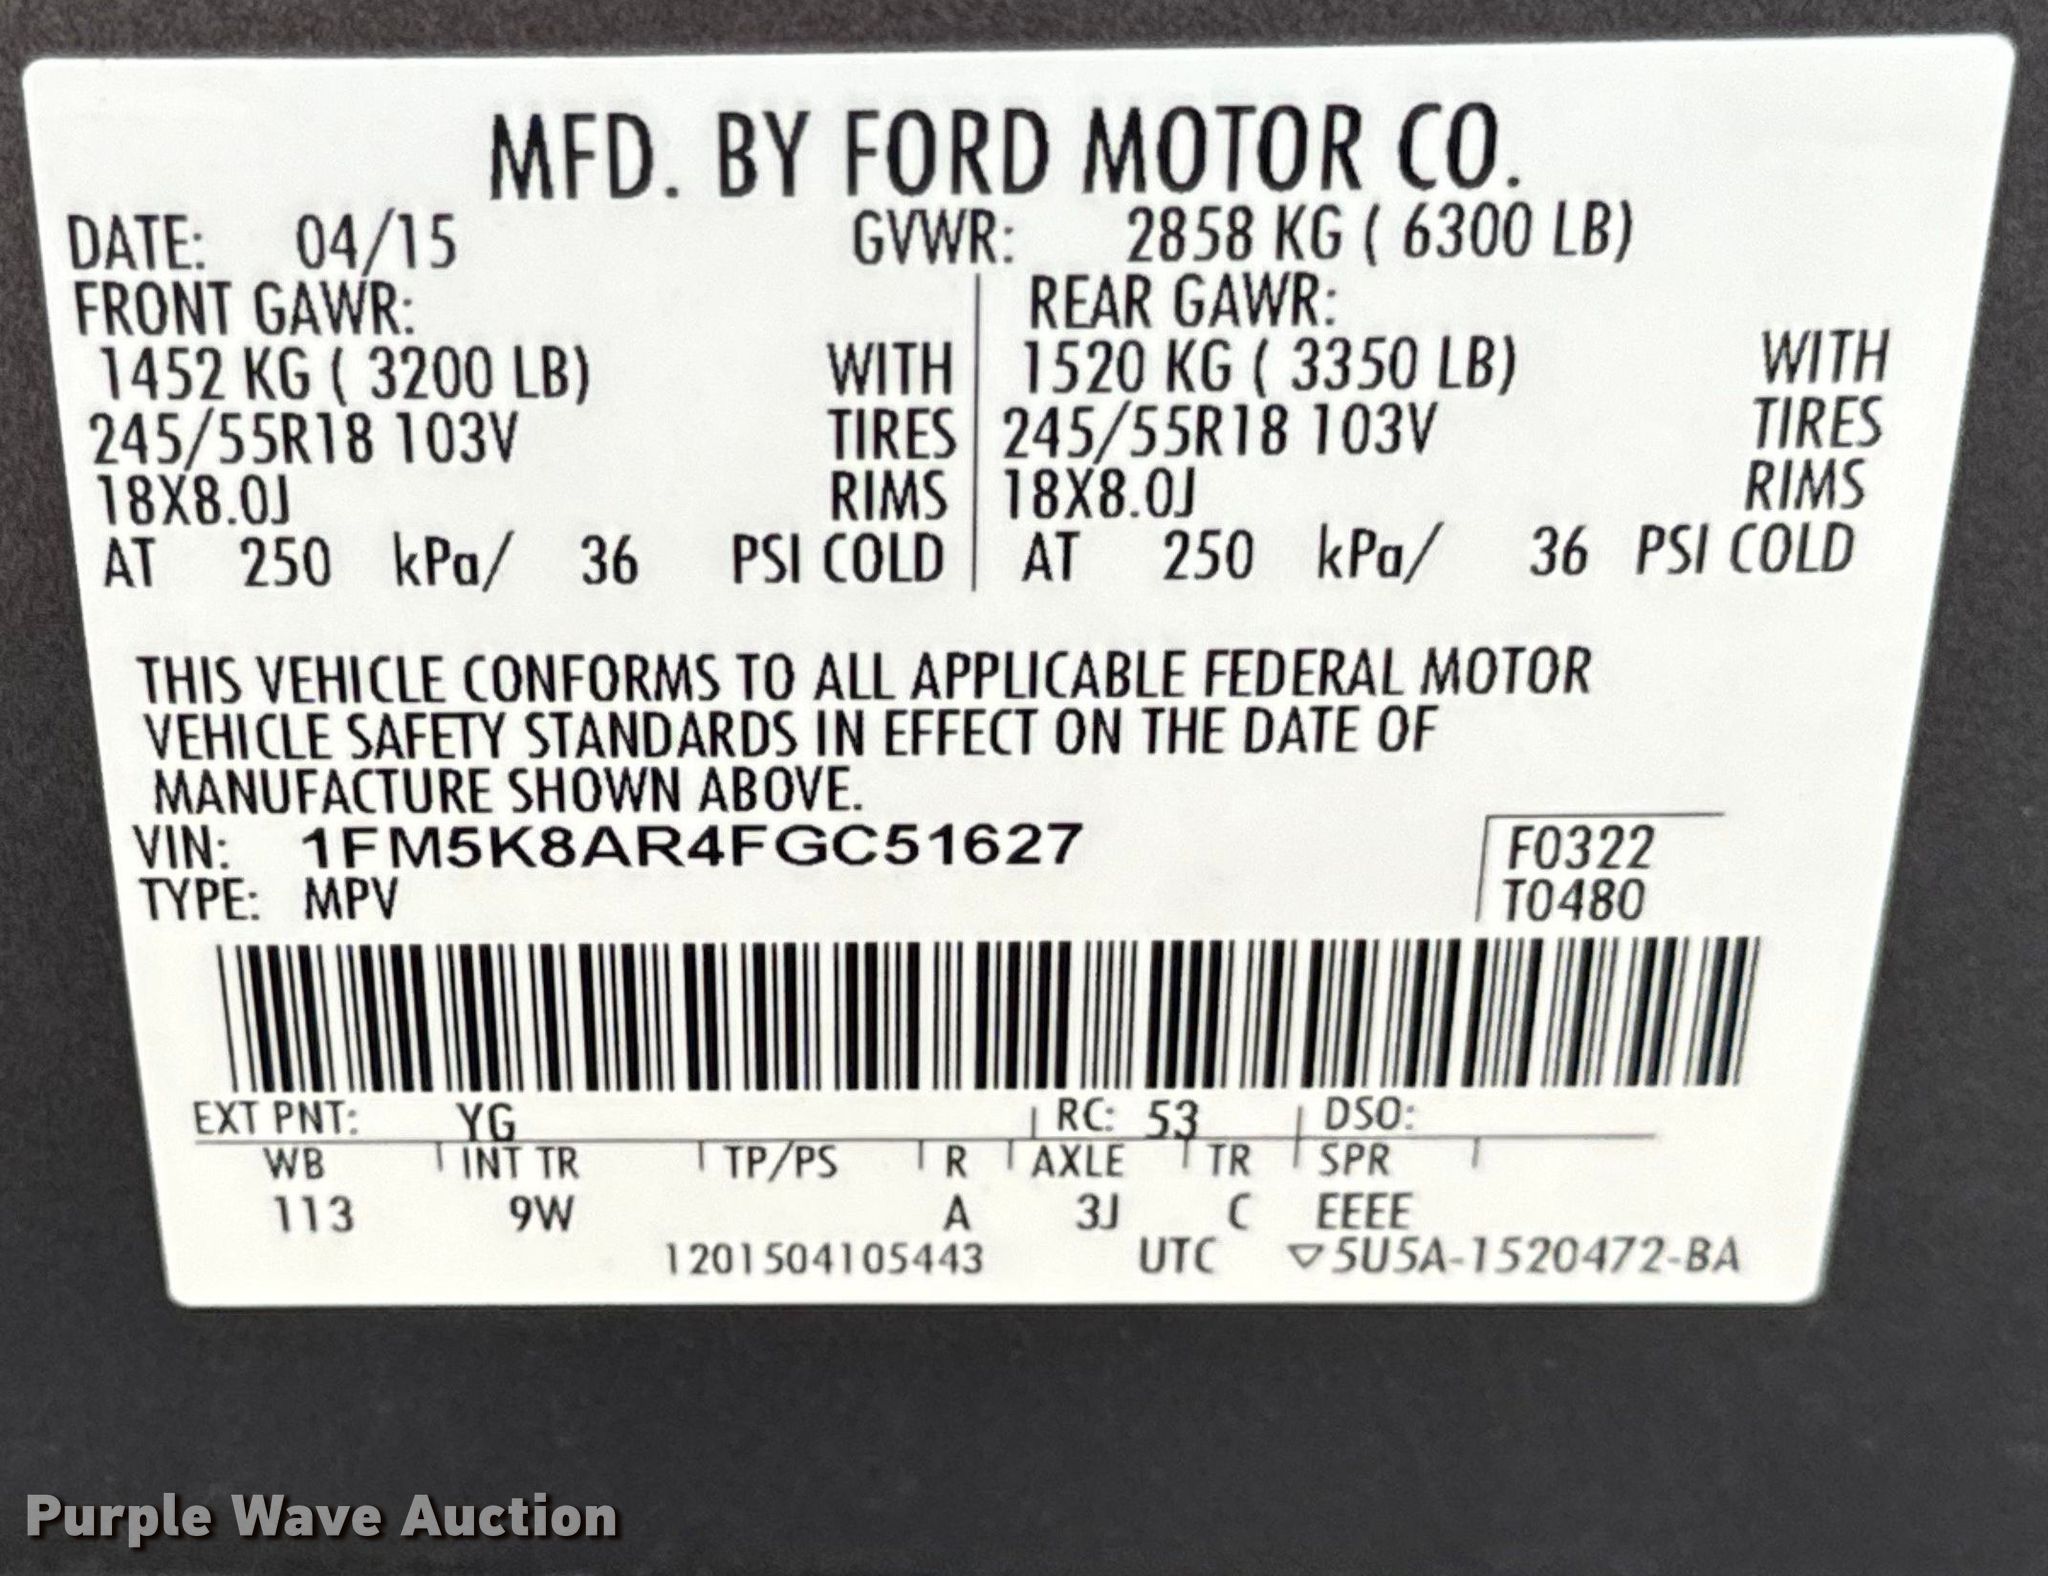 MFD. BY FORD MOTOR CO.
DATE: 04/15 GVWR: 2858 KG ( 6300 LB)
FRONT GAWR: REAR GAWR:
1452 KG ( 3200 LB) WITH 1520 KG ( 3350 LB) WITH
245/55R18 103V TIRES 245/55R18 103V TIRES
18X8.0J RIMS 18X8.0J RIMS
AT 250 kPa/ 36 PSI COLD AT 250 kPa/ 36 PSI COLD
THIS VEHICLE CONFORMS TO ALL APPLICABLE FEDERAL MOTOR
VEHICLE SAFETY STANDARDS IN EFFECT ON THE DATE OF
MANUFACTURE SHOWN ABOVE.
VIN: 1FM5K8AR4FGC51627 F0322
TYPE: MPV T0480
EXT PNT: YG RC: 53 DSO:
WB INT TR TP/PS R AXLE TR SPR
113 9W A 3J C EEEE
1201504105443 UTC ▽5U5A-1520472-BA
Purple Wave Auction